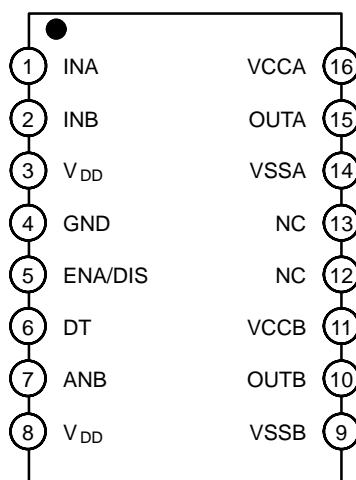 1 INA VCCA 16
2 INB OUTA 15
3 VDD VSSA 14
4 GND NC 13
5 ENA/DIS NC 12
6 DT VCCB 11
7 ANB OUTB 10
8 VDD VSSB 9